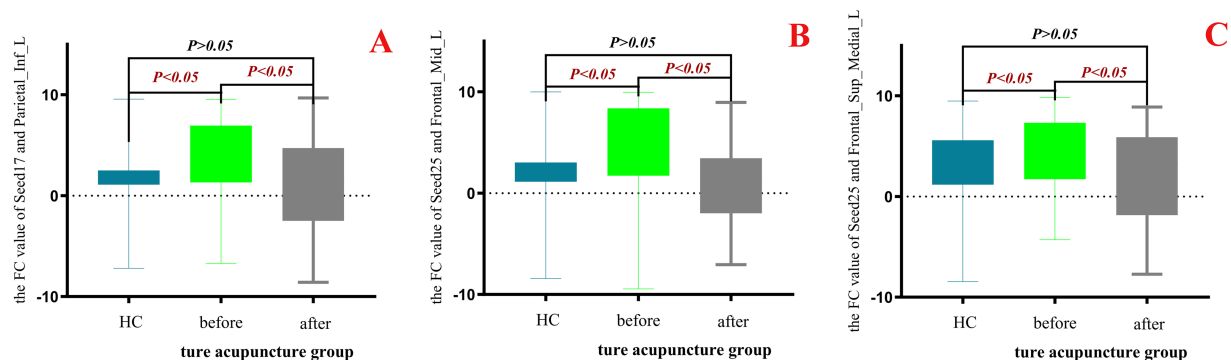 A
P>0.05
P<0.05
P<0.05
the FC value of Seed17 and Parietal_Inf_L
10
0
-10
HC
before
after
ture acupuncture group
B
P>0.05
P<0.05
P<0.05
the FC value of Seed25 and Frontal_Mid_L
10
0
-10
HC
before
after
ture acupuncture group
C
P>0.05
P<0.05
P<0.05
the FC value of Seed25 and Frontal_Sup_Medial_L
10
0
-10
HC
before
after
ture acupuncture group